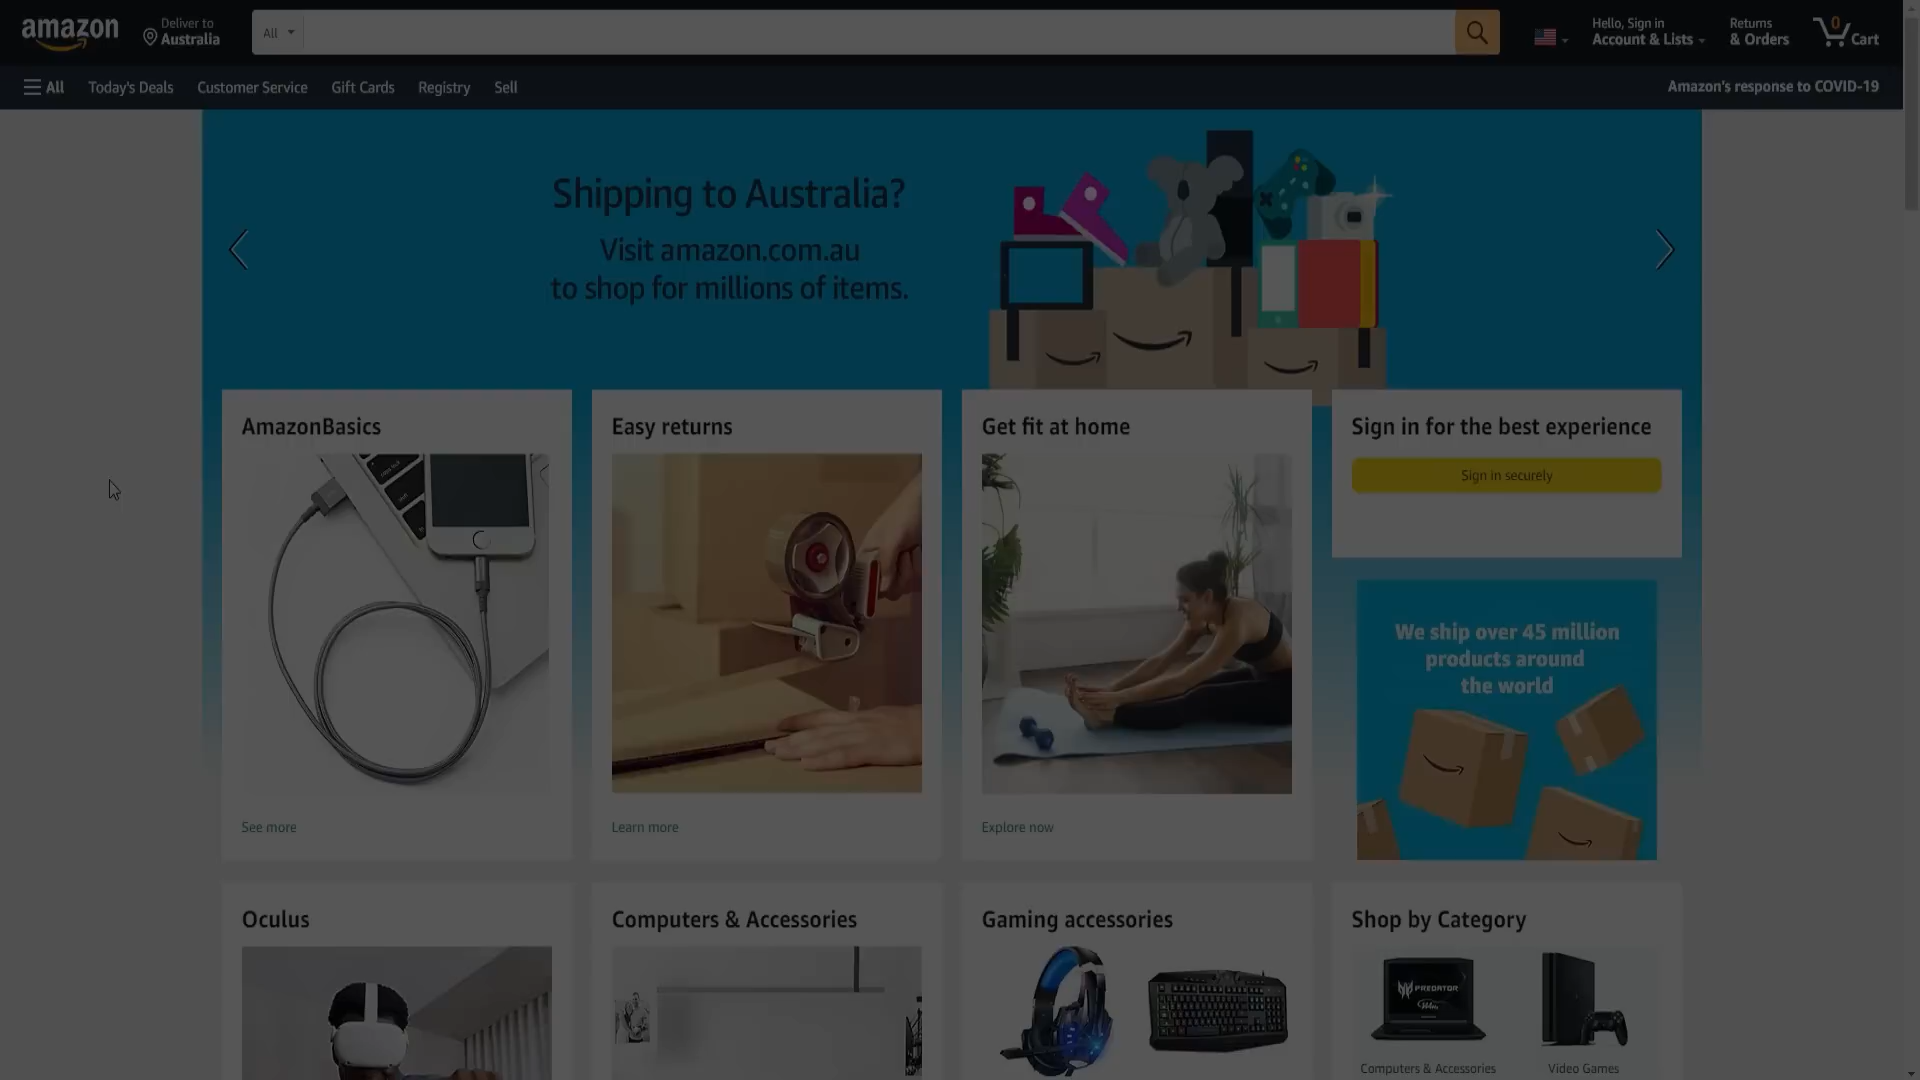 amazon
Deliver to
Australia
All
Hello, Sign in
Account & Lists
Returns
& Orders
0
Cart
All
Today's Deals
Customer Service
Gift Cards
Registry
Sell
Amazon's response to COVID-19
Shipping to Australia?
Visit amazon.com.au
to shop for millions of items.
AmazonBasics
Easy returns
Get fit at home
Sign in for the best experience
Sign in securely
We ship over 45 million
products around
the world
See more
Learn more
Explore now
Oculus
Computers & Accessories
Gaming accessories
Shop by Category
PREDATOR
Computers & Accessories
Video Games